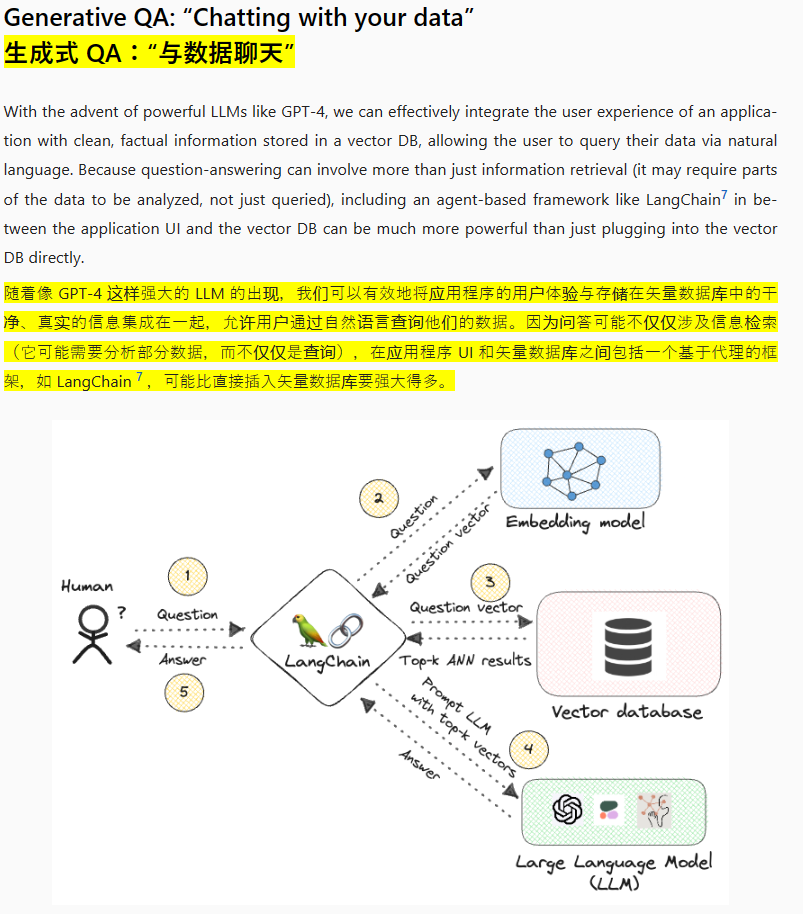 Generative QA: “Chatting with your data”
生成式 QA：“与数据聊天”
With the advent of powerful LLMs like GPT-4, we can effectively integrate the user experience of an applica-
tion with clean, factual information stored in a vector DB, allowing the user to query their data via natural
language. Because question-answering can involve more than just information retrieval (it may require parts
of the data to be analyzed, not just queried), including an agent-based framework like LangChain7 in be-
tween the application UI and the vector DB can be much more powerful than just plugging into the vector
DB directly.
随着像 GPT-4 这样强大的 LLM 的出现，我们可以有效地将应用程序的用户体验与存储在矢量数据库中的干
净、真实的信息集成在一起，允许用户通过自然语言查询他们的数据。因为问答可能不仅仅涉及信息检索
（它可能需要分析部分数据，而不仅仅是查询），在应用程序 UI 和矢量数据库之间包括一个基于代理的框
架，如 LangChain 7 ，可能比直接插入矢量数据库要强大得多。
2
Question
Question vector
Embedding model
1
Human
?
Question
Answer
5
LangChain
3
Question vector
Top-k ANN results
Vector database
Prompt LLM
with top-k vectors
4
Answer
Large Language Model
(LLM)